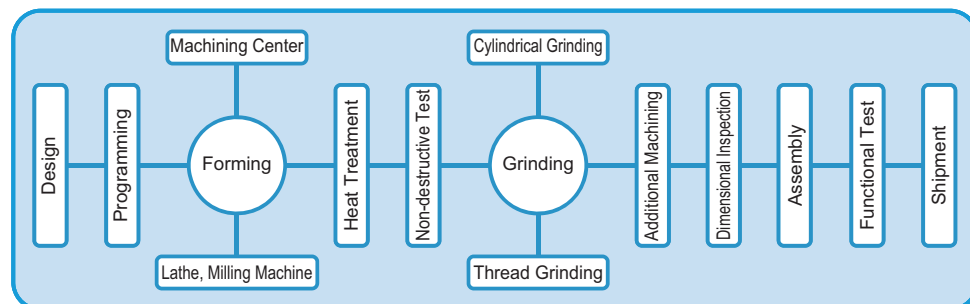 Design
Programming
Machining Center
Forming
Lathe, Milling Machine
Heat Treatment
Non-destructive Test
Cylindrical Grinding
Grinding
Thread Grinding
Additional Machining
Dimensional Inspection
Assembly
Functional Test
Shipment